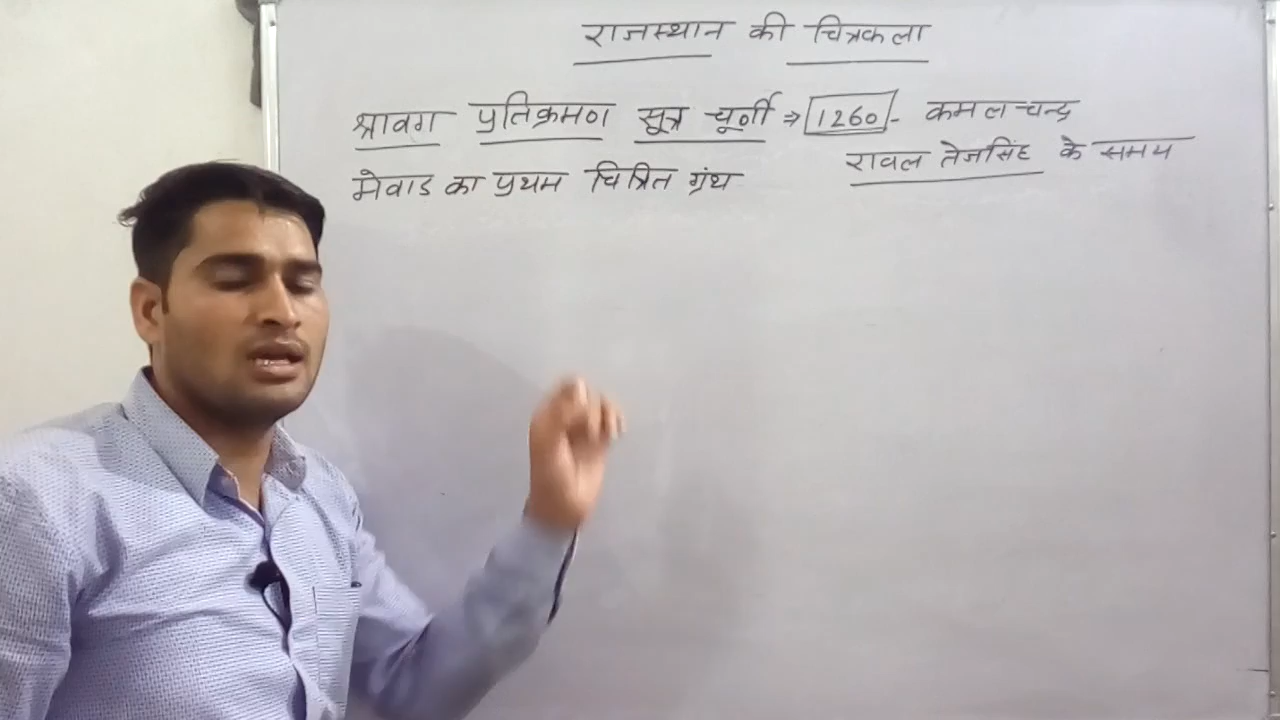 राजस्थान की चित्रकला
श्रावग प्रतिक्रमण सूत्र चूर्णी ⇒ 1260 - कमलचन्द्र
रावल तेजसिंह के समय
मेवाड का प्रथम चित्रित ग्रंथ